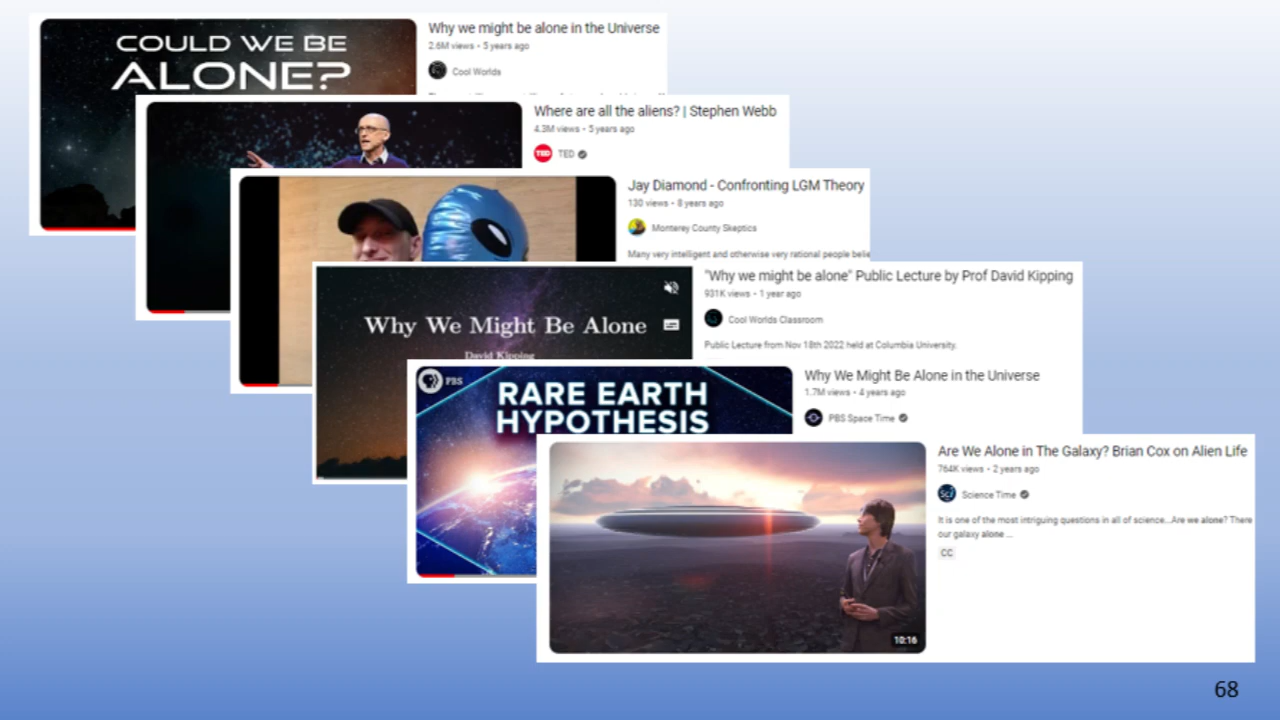 COULD WE BE
ALONE?
Why we might be alone in the Universe
2.6M views • 5 years ago
Cool Worlds
Where are all the aliens? | Stephen Webb
4.3M views • 5 years ago
TED
TED
Jay Diamond - Confronting LGM Theory
130 views • 8 years ago
Monterey County Skeptics
Many very intelligent and otherwise very rational people belie
Why We Might Be Alone
David Kipping
"Why we might be alone" Public Lecture by Prof David Kipping
931K views • 1 year ago
Cool Worlds Classroom
Public Lecture from Nov 18th 2022 held at Columbia University.
PBS
RARE EARTH
HYPOTHESIS
Why We Might Be Alone in the Universe
1.7M views • 4 years ago
PBS Space Time
10:16
Are We Alone in The Galaxy? Brian Cox on Alien Life
764K views • 2 years ago
Sci
Science Time
It is one of the most intriguing questions in all of science...Are we alone? There
our galaxy alone ...
CC
68